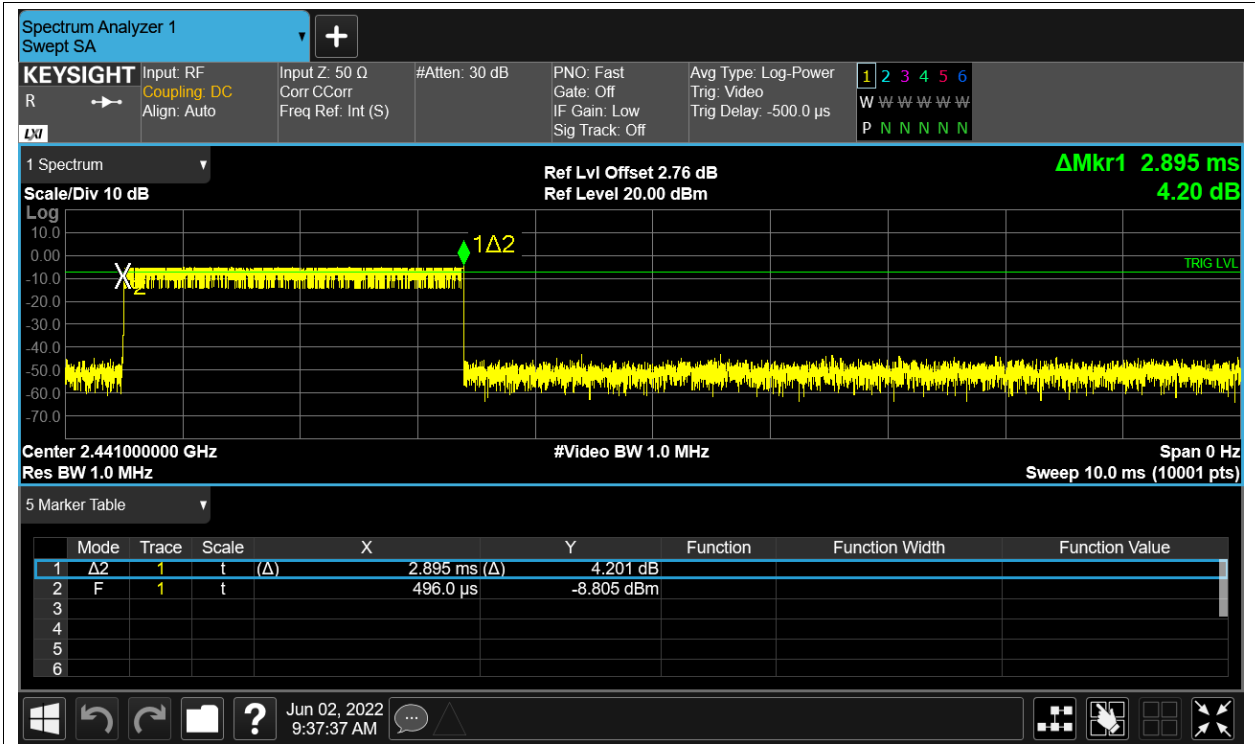 Spectrum Analyzer 1
Swept SA
+
KEYSIGHT
R
LXI
Input: RF
Coupling: DC
Align: Auto
Input Z: 50 Ω
Corr CCorr
Freq Ref: Int (S)
#Atten: 30 dB
PNO: Fast
Gate: Off
IF Gain: Low
Sig Track: Off
Avg Type: Log-Power
Trig: Video
Trig Delay: -500.0 µs
1 2 3 4 5 6
W W W W W W
P N N N N N
1 Spectrum
Scale/Div 10 dB
Ref Lvl Offset 2.76 dB
Ref Level 20.00 dBm
ΔMkr1 2.895 ms
4.20 dB
Log
10.0
0.00
-10.0
-20.0
-30.0
-40.0
-50.0
-60.0
-70.0
1Δ2
X
2
TRIG LVL
Center 2.441000000 GHz
#Video BW 1.0 MHz
Span 0 Hz
Res BW 1.0 MHz
Sweep 10.0 ms (10001 pts)
5 Marker Table
Mode Trace Scale X Y Function Function Width Function Value
1 Δ2 1 t (Δ) 2.895 ms (Δ) 4.201 dB
2 F 1 t 496.0 µs -8.805 dBm
3
4
5
6
?
Jun 02, 2022
9:37:37 AM